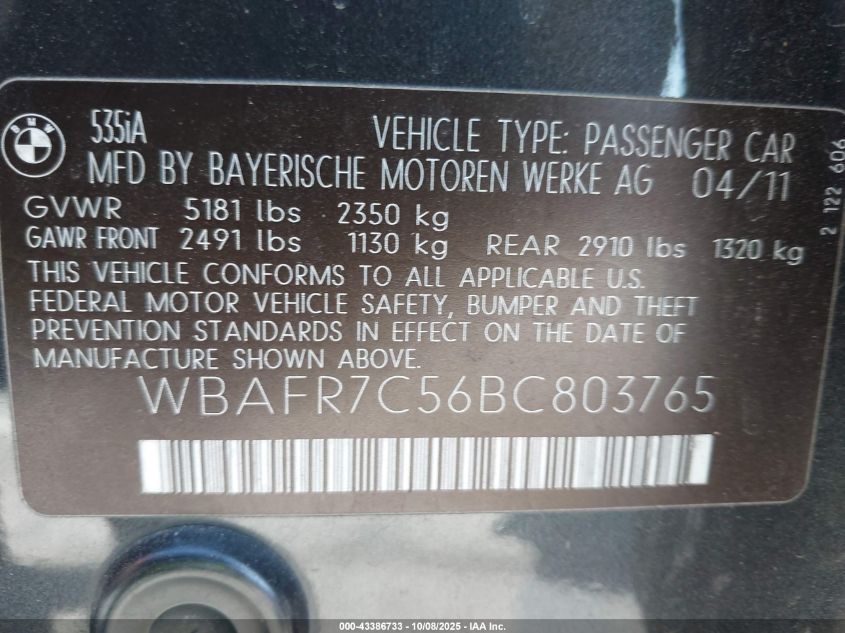 BMW
535iA VEHICLE TYPE: PASSENGER CAR
MFD BY BAYERISCHE MOTOREN WERKE AG 04/11
GVWR 5181 lbs 2350 kg
GAWR FRONT 2491 lbs 1130 kg REAR 2910 lbs 1320 kg
THIS VEHICLE CONFORMS TO ALL APPLICABLE U.S.
FEDERAL MOTOR VEHICLE SAFETY, BUMPER AND THEFT
PREVENTION STANDARDS IN EFFECT ON THE DATE OF
MANUFACTURE SHOWN ABOVE.
WBAFR7C56BC803765
2 122 606
000-43386733 - 10/08/2025 - IAA Inc.